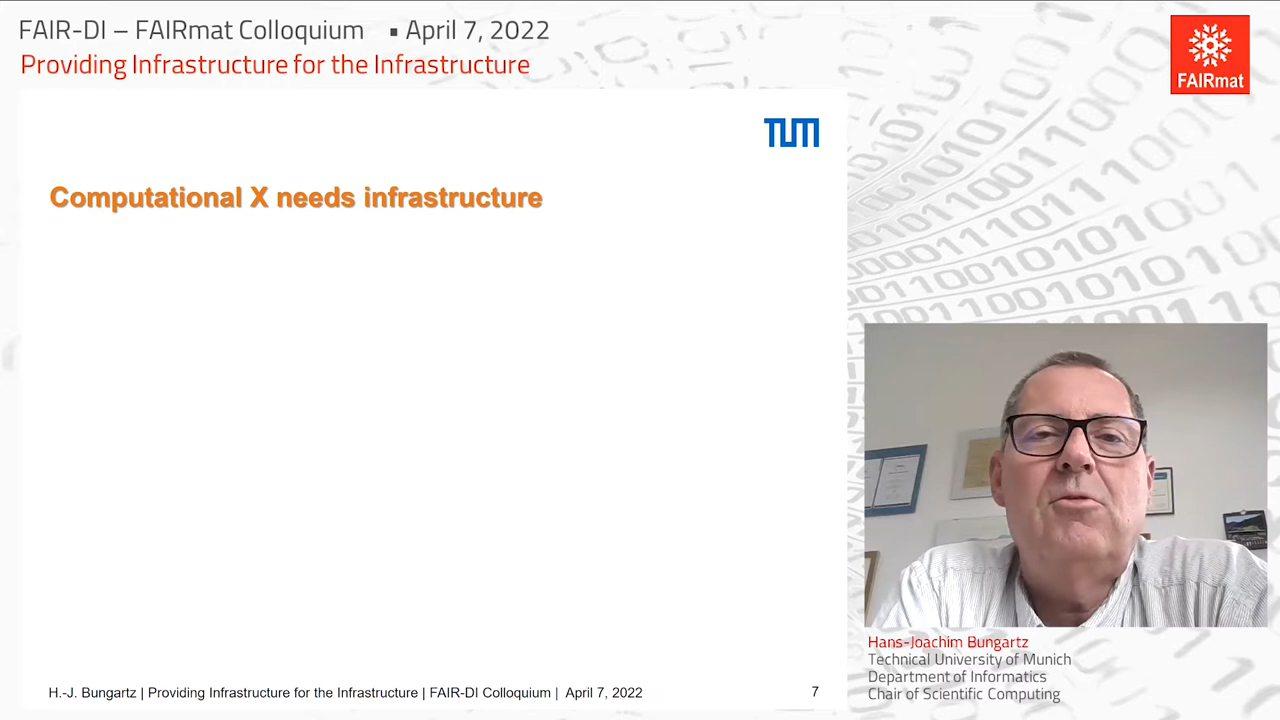 FAIR-DI – FAIRmat Colloquium ▪ April 7, 2022
Providing Infrastructure for the Infrastructure
FAIRmat
TUM
Computational X needs infrastructure
H.-J. Bungartz | Providing Infrastructure for the Infrastructure | FAIR-DI Colloquium | April 7, 2022
7
Hans-Joachim Bungartz
Technical University of Munich
Department of Informatics
Chair of Scientific Computing